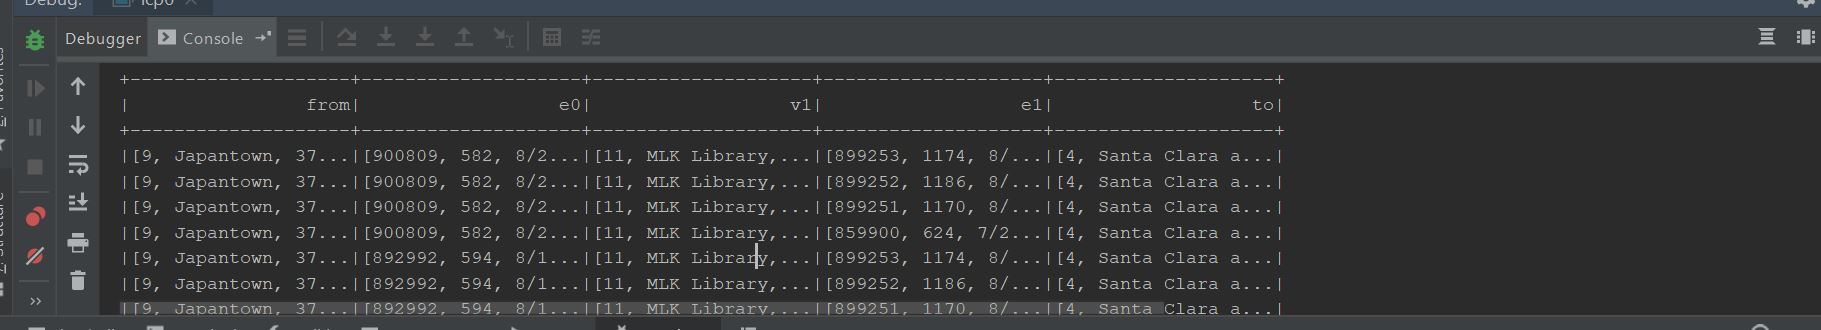 Debug:
Debugger Console
+--------------------+--------------------+--------------------+--------------------+--------------------+
|                from|                  e0|                  v1|                  e1|                  to|
+--------------------+--------------------+--------------------+--------------------+--------------------+
|[9, Japantown, 37...|[900809, 582, 8/2...|[11, MLK Library,...|[899253, 1174, 8/...|[4, Santa Clara a...|
|[9, Japantown, 37...|[900809, 582, 8/2...|[11, MLK Library,...|[899252, 1186, 8/...|[4, Santa Clara a...|
|[9, Japantown, 37...|[900809, 582, 8/2...|[11, MLK Library,...|[899251, 1170, 8/...|[4, Santa Clara a...|
|[9, Japantown, 37...|[900809, 582, 8/2...|[11, MLK Library,...|[859900, 624, 7/2...|[4, Santa Clara a...|
|[9, Japantown, 37...|[892992, 594, 8/1...|[11, MLK Library,...|[899253, 1174, 8/...|[4, Santa Clara a...|
|[9, Japantown, 37...|[892992, 594, 8/1...|[11, MLK Library,...|[899252, 1186, 8/...|[4, Santa Clara a...|
|[9, Japantown, 37...|[892992, 594, 8/1...|[11, MLK Library,...|[899251, 1170, 8/...|[4, Santa Clara a...|